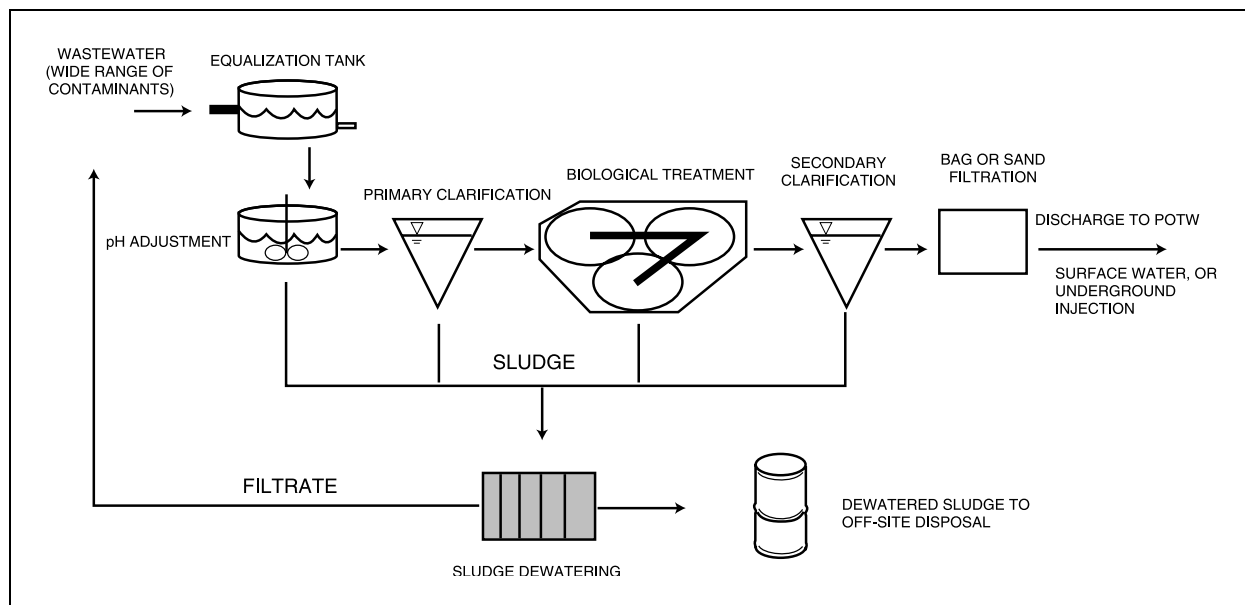 WASTEWATER
(WIDE RANGE OF
CONTAMINANTS)
EQUALIZATION TANK
pH ADJUSTMENT
PRIMARY CLARIFICATION
BIOLOGICAL TREATMENT
SECONDARY
CLARIFICATION
BAG OR SAND
FILTRATION
DISCHARGE TO POTW
SURFACE WATER, OR
UNDERGROUND
INJECTION
SLUDGE
FILTRATE
SLUDGE DEWATERING
DEWATERED SLUDGE TO
OFF-SITE DISPOSAL